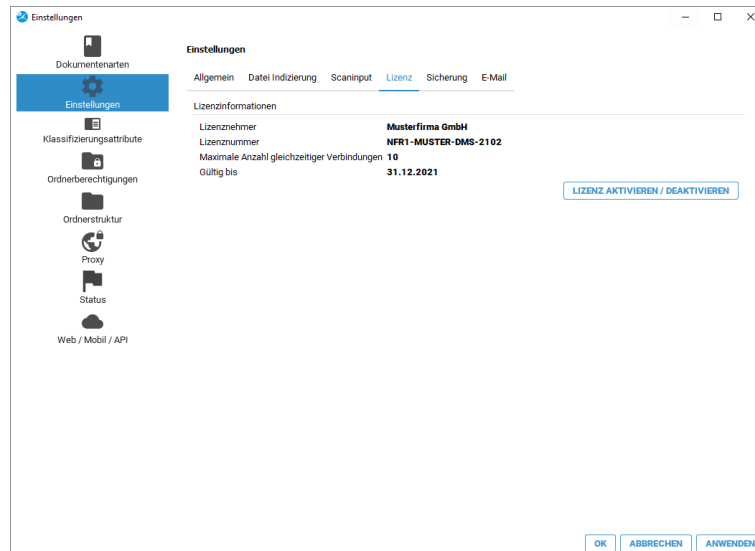 Einstellungen
Dokumentenarten
Einstellungen
Klassifizierungsattribute
Ordnerberechtigungen
Ordnerstruktur
Proxy
Status
Web / Mobil / API
Einstellungen
Allgemein Datei Indizierung Scaninput Lizenz Sicherung E-Mail
Lizenzinformationen
Lizenznehmer Musterfirma GmbH
Lizenznummer NFR1-MUSTER-DMS-2102
Maximale Anzahl gleichzeitiger Verbindungen 10
Gültig bis 31.12.2021
LIZENZ AKTIVIEREN / DEAKTIVIEREN
OK ABBRECHEN ANWENDEN